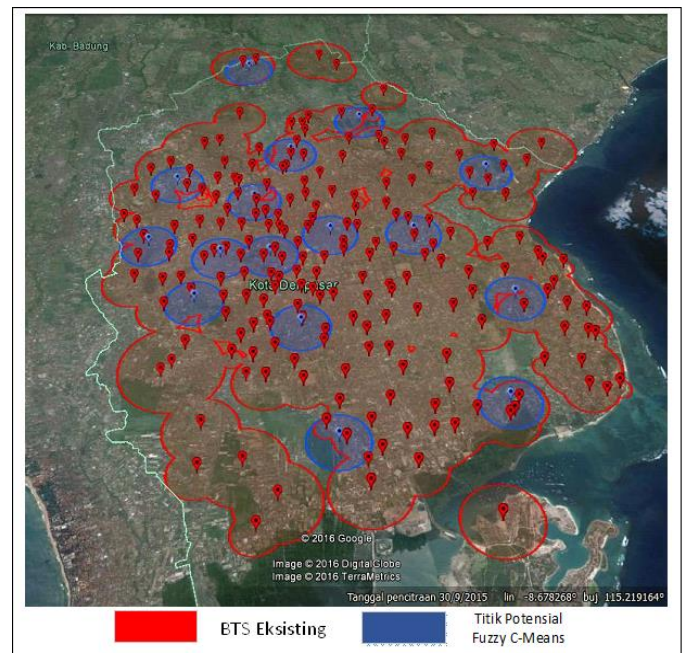 Kab. Badung
Kota Denpasar
© 2016 Google
Image © 2016 DigitalGlobe
Image © 2016 TerraMetrics
Tanggal pencitraan 30/9/2015 lin -8.678268° buj 115.219164°
BTS Eksisting
Titik Potensial
Fuzzy C-Means